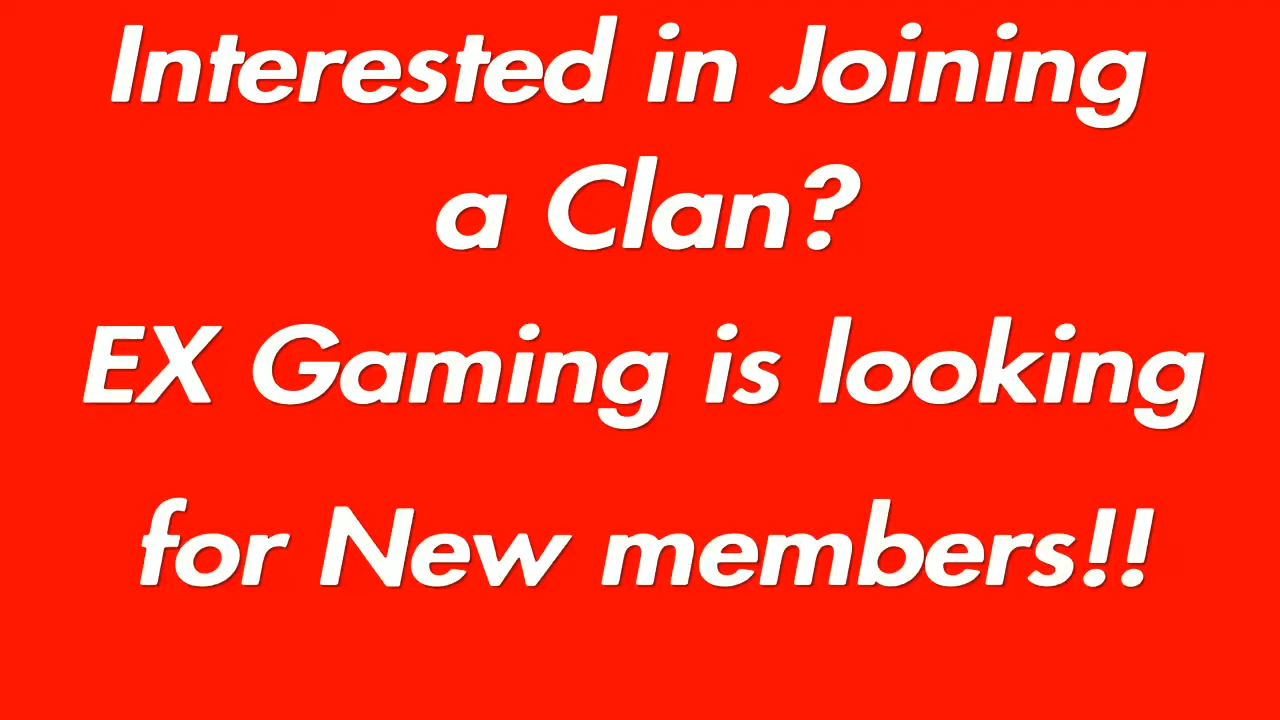 Interested in Joining
a Clan?
EX Gaming is looking
for New members!!